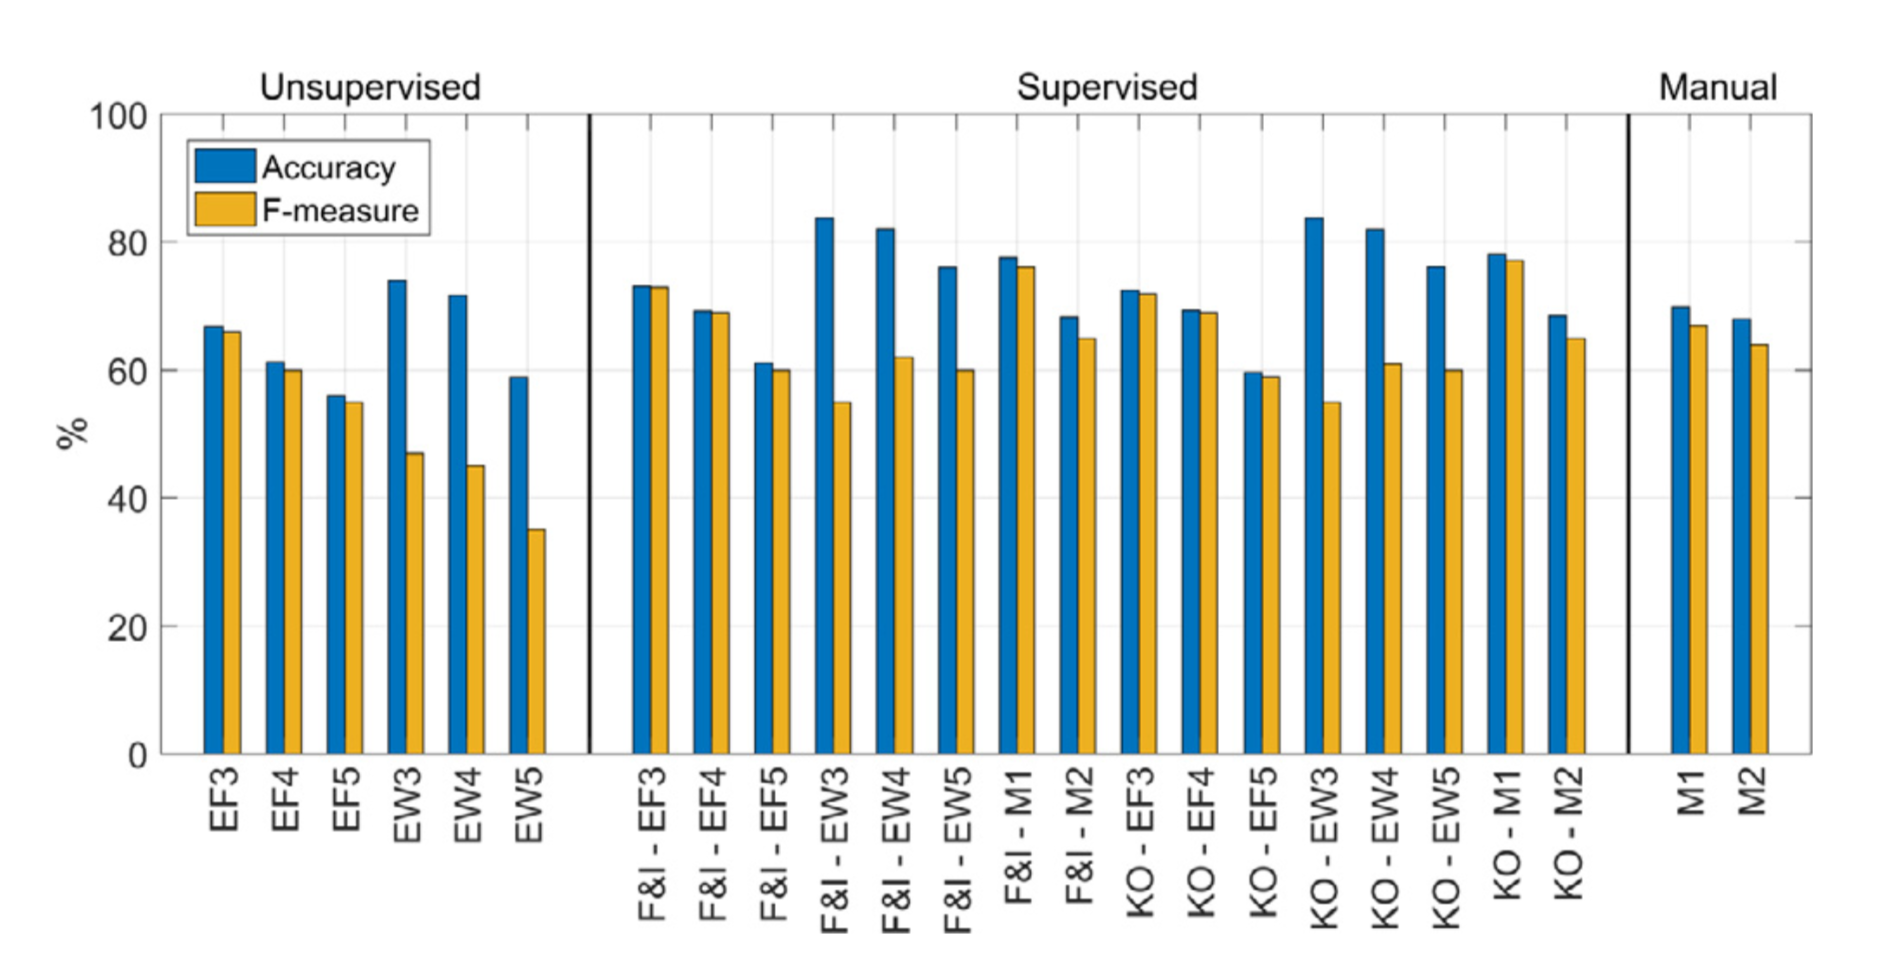 Unsupervised Supervised Manual
100
80
60
40
20
0
%
Accuracy
F-measure
EF3
EF4
EF5
EW3
EW4
EW5
F&I - EF3
F&I - EF4
F&I - EF5
F&I - EW3
F&I - EW4
F&I - EW5
F&I - M1
F&I - M2
KO - EF3
KO - EF4
KO - EF5
KO - EW3
KO - EW4
KO - EW5
KO - M1
KO - M2
M1
M2